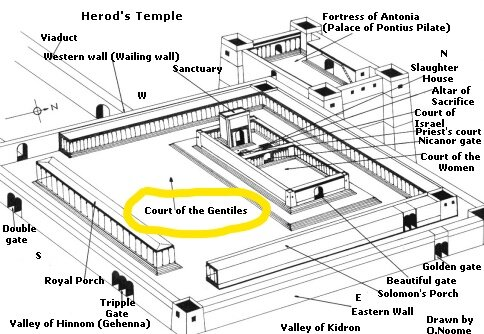 Herod's Temple
Fortress of Antonia
(Palace of Pontius Pilate)
Viaduct
Western wall (Wailing wall)
Sanctuary
N
Slaughter
House
Altar of
Sacrifice
W
Court of
Israel
N
Priest's court
Nicanor gate
Court of the
Women
Court of the Gentiles
Double
gate
S
Golden gate
Royal Porch
Beautiful gate
Solomon's Porch
Tripple
Gate
E
Eastern Wall
Valley of Hinnom (Gehenna)
Valley of Kidron
Drawn by
O.Noome